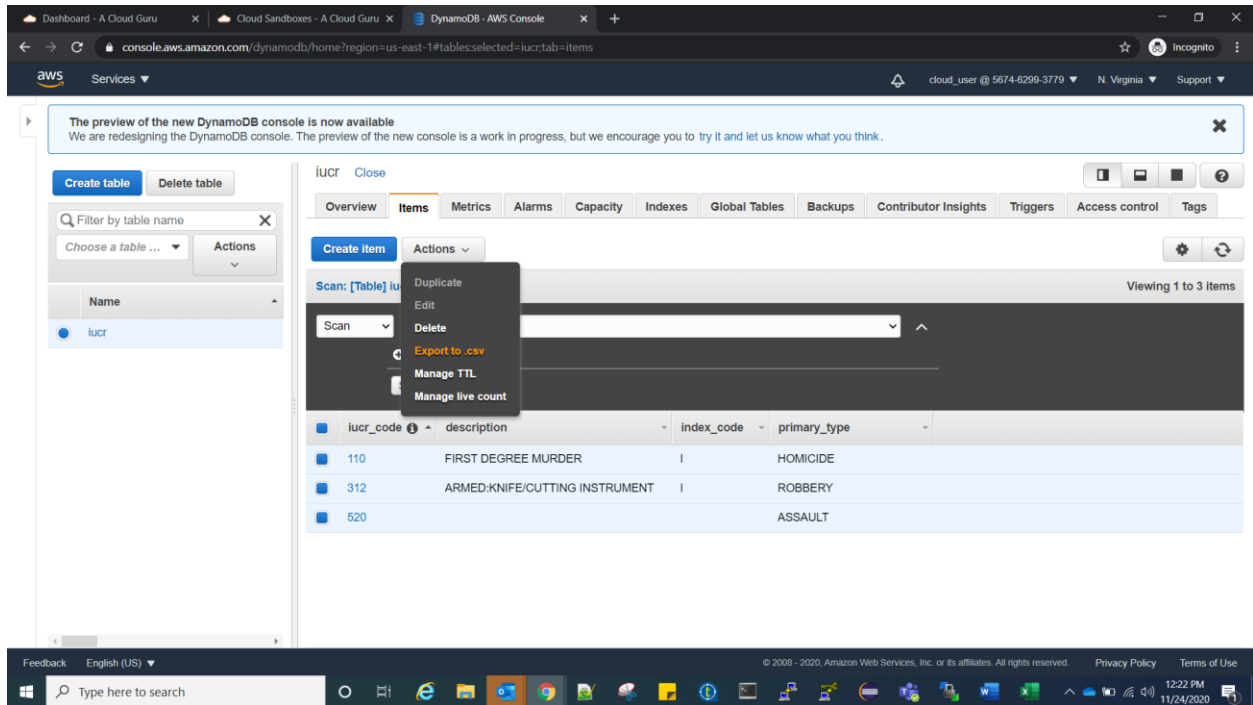 Dashboard - A Cloud Guru
Cloud Sandboxes - A Cloud Guru
DynamoDB - AWS Console
console.aws.amazon.com/dynamodb/home?region=us-east-1#tables:selected=iucr;tab=items
Incognito
aws Services
cloud_user @ 5674-6299-3779 N. Virginia Support
The preview of the new DynamoDB console is now available
We are redesigning the DynamoDB console. The preview of the new console is a work in progress, but we encourage you to try it and let us know what you think.
Create table Delete table
Filter by table name
Choose a table ... Actions
Name
iucr
iucr Close
Overview Items Metrics Alarms Capacity Indexes Global Tables Backups Contributor Insights Triggers Access control Tags
Create item Actions
Scan: [Table] iu
Viewing 1 to 3 items
Scan
Duplicate
Edit
Delete
Export to .csv
Manage TTL
Manage live count
iucr_code description index_code primary_type
110 FIRST DEGREE MURDER I HOMICIDE
312 ARMED:KNIFE/CUTTING INSTRUMENT I ROBBERY
520 ASSAULT
Feedback English (US)
© 2008 - 2020, Amazon Web Services, Inc. or its affiliates. All rights reserved. Privacy Policy Terms of Use
Type here to search
12:22 PM
11/24/2020